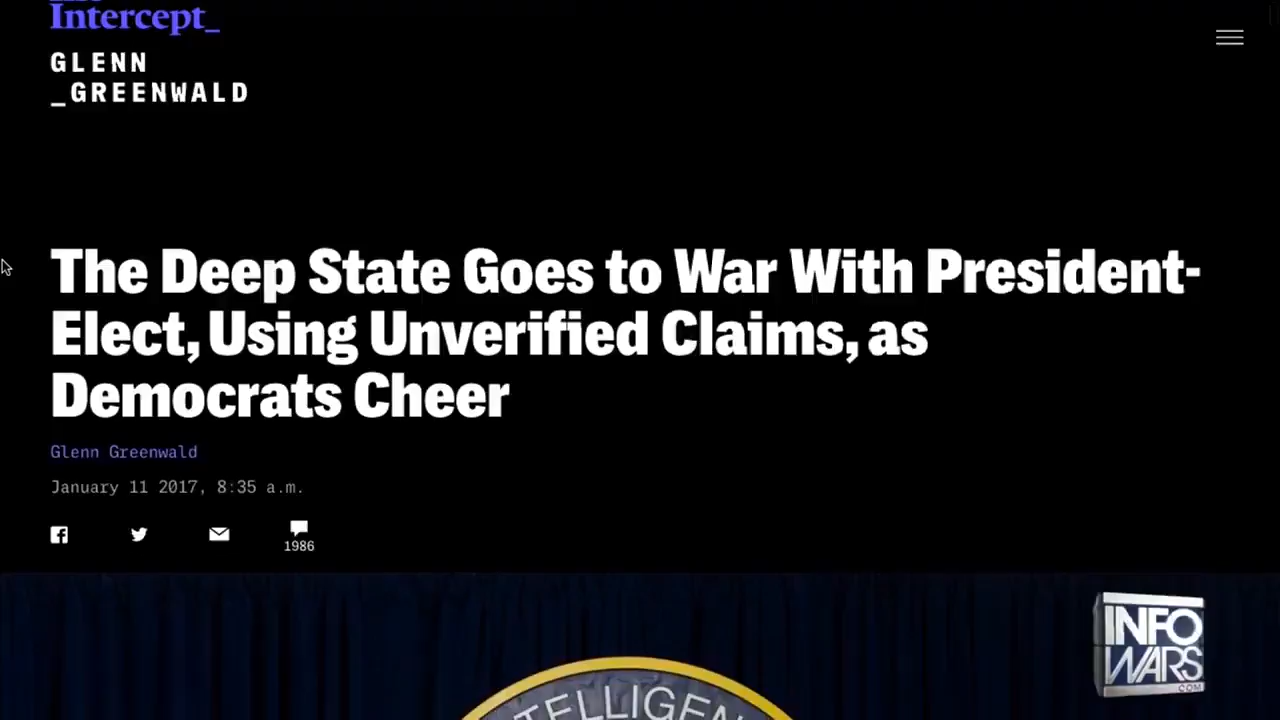 Intercept_
GLENN
_GREENWALD
The Deep State Goes to War With President-
Elect, Using Unverified Claims, as
Democrats Cheer
Glenn Greenwald
January 11 2017, 8:35 a.m.
1986
INFO
WARS
.COM